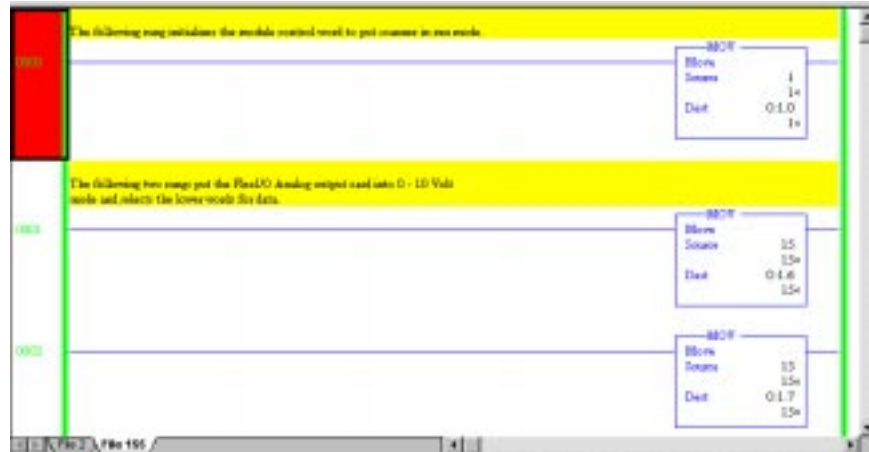 The following rung initializes the module control word to put scanner in run mode.
0000
MOV
Move
Source 1
1<
Dest O:1.0
1<
The following two rungs put the Flex I/O Analog output card into 0 - 10 Volt
mode and selects the lower words for data.
0001
MOV
Move
Source 15
15<
Dest O:1.6
15<
0002
MOV
Move
Source 15
15<
Dest O:1.7
15<
File 2 File 195